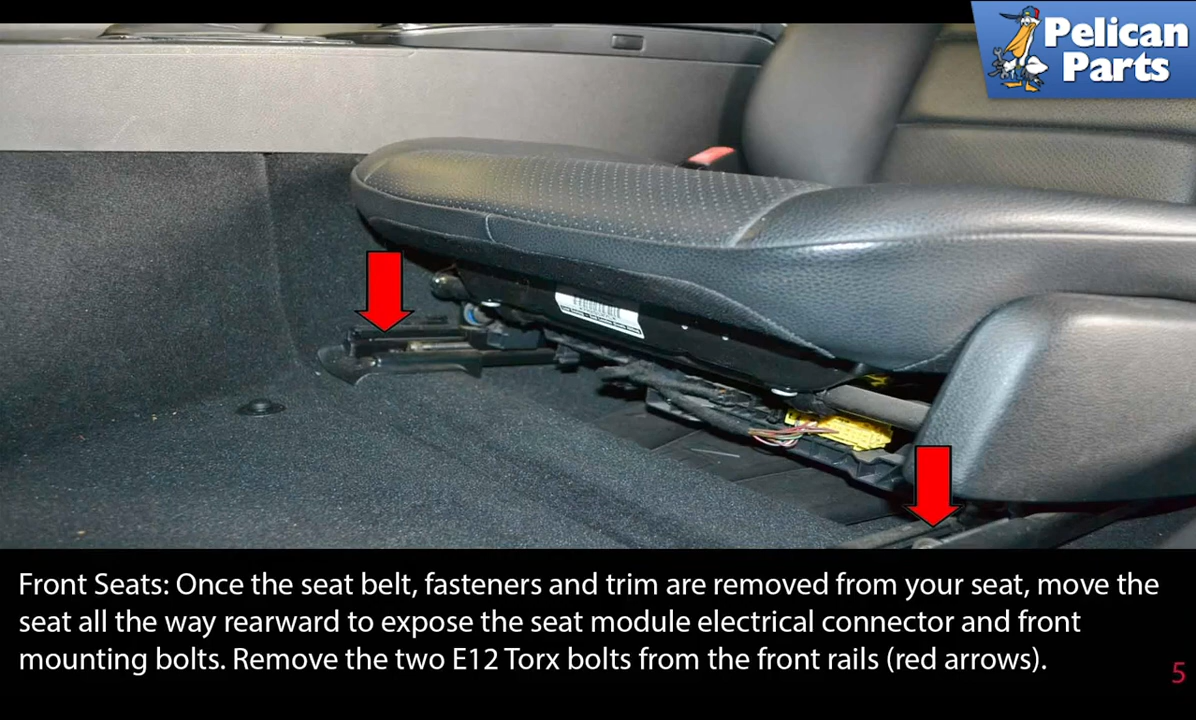 Pelican
Parts
Front Seats: Once the seat belt, fasteners and trim are removed from your seat, move the
seat all the way rearward to expose the seat module electrical connector and front
mounting bolts. Remove the two E12 Torx bolts from the front rails (red arrows).
5